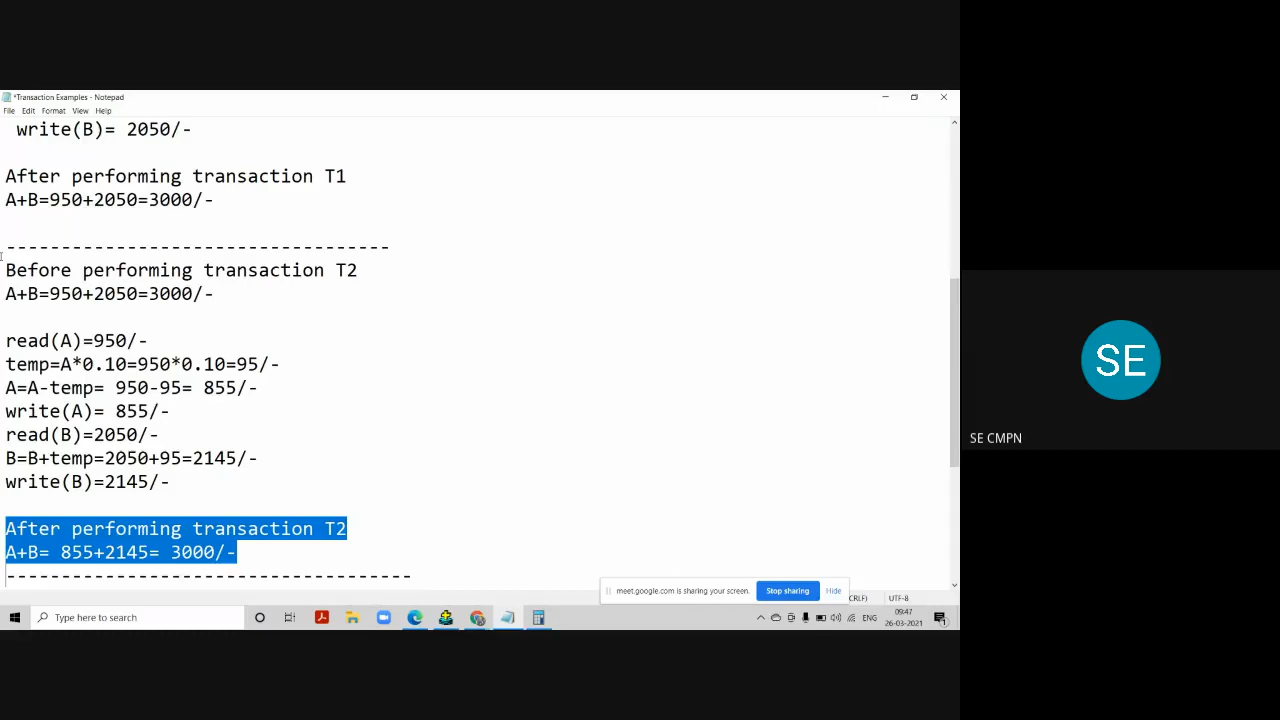 *Transaction Examples - Notepad
File Edit Format View Help
write(B)= 2050/-
After performing transaction T1
A+B=950+2050=3000/-
-----------------------------------
Before performing transaction T2
A+B=950+2050=3000/-
read(A)=950/-
temp=A*0.10=950*0.10=95/-
A=A-temp= 950-95= 855/-
write(A)= 855/-
read(B)=2050/-
B=B+temp=2050+95=2145/-
write(B)=2145/-
After performing transaction T2
A+B= 855+2145= 3000/-
-------------------------------------
meet.google.com is sharing your screen. Stop sharing Hide
CRLF) UTF-8
Type here to search
ENG
09:47
26-03-2021
1
SE
SE CMPN